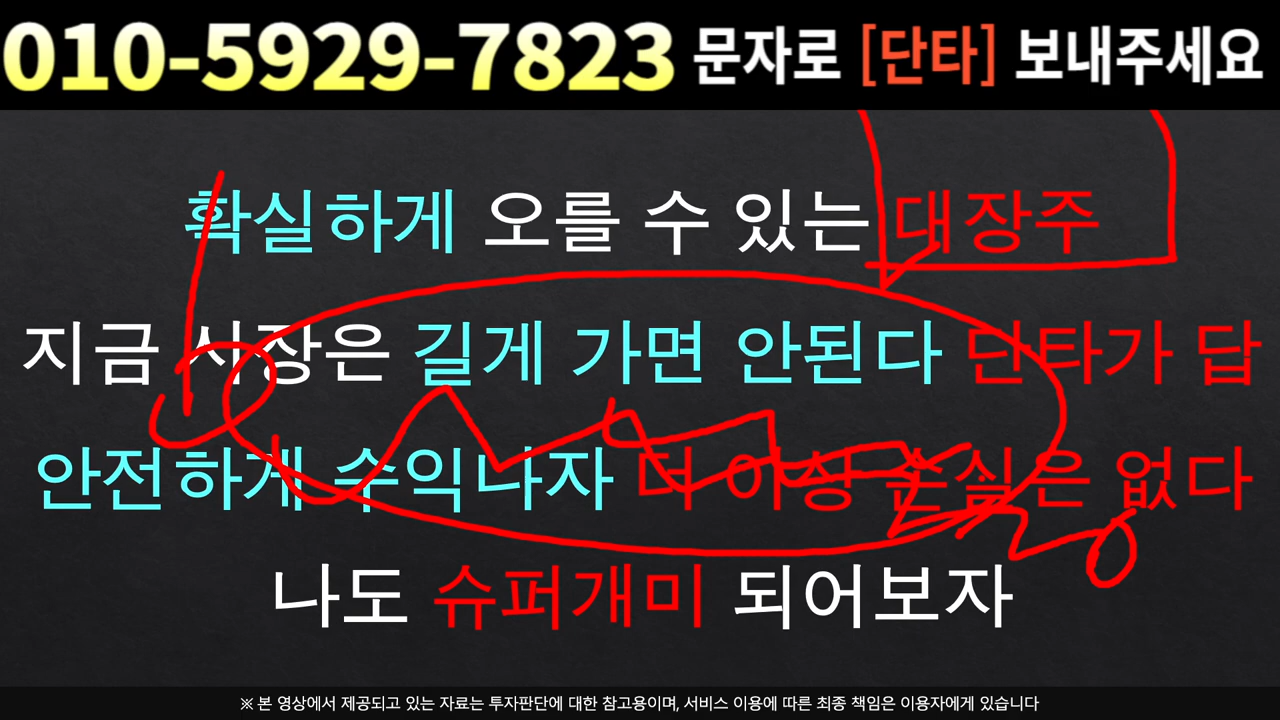 010-5929-7823 문자로 [단타] 보내주세요
확실하게 오를 수 있는 대장주
지금 시장은 길게 가면 안된다 단타가 답
안전하게 수익나자 더 이상 손실은 없다
나도 슈퍼개미 되어보자
※ 본 영상에서 제공되고 있는 자료는 투자판단에 대한 참고용이며, 서비스 이용에 따른 최종 책임은 이용자에게 있습니다